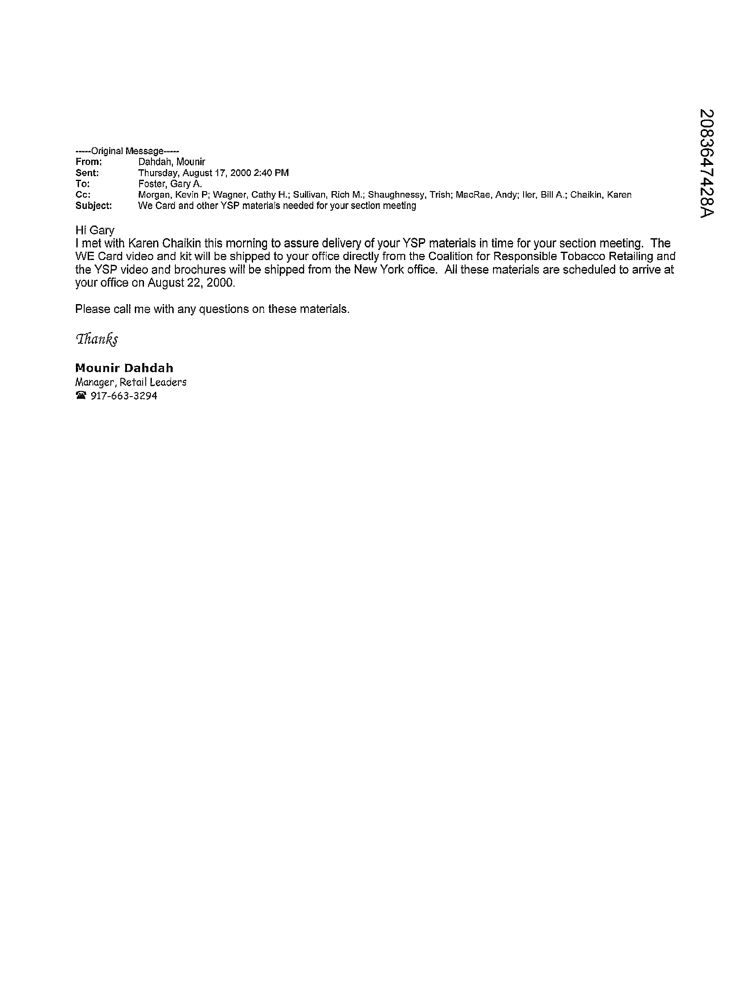 2083647428A
-----Original Message-----
From: Dahdah, Mounir
Sent: Thursday, August 17, 2000 2:40 PM
To: Foster, Gary A.
Cc: Morgan, Kevin P; Wagner, Cathy H.; Sullivan, Rich M.; Shaughnessy, Trish; MacRae, Andy; Iler, Bill A.; Chaikin, Karen
Subject: We Card and other YSP materials needed for your section meeting
Hi Gary
I met with Karen Chaikin this morning to assure delivery of your YSP materials in time for your section meeting. The
WE Card video and kit will be shipped to your office directly from the Coalition for Responsible Tobacco Retailing and
the YSP video and brochures will be shipped from the New York office. All these materials are scheduled to arrive at
your office on August 22, 2000.
Please call me with any questions on these materials.
Thanks
Mounir Dahdah
Manager, Retail Leaders
☎ 917-663-3294